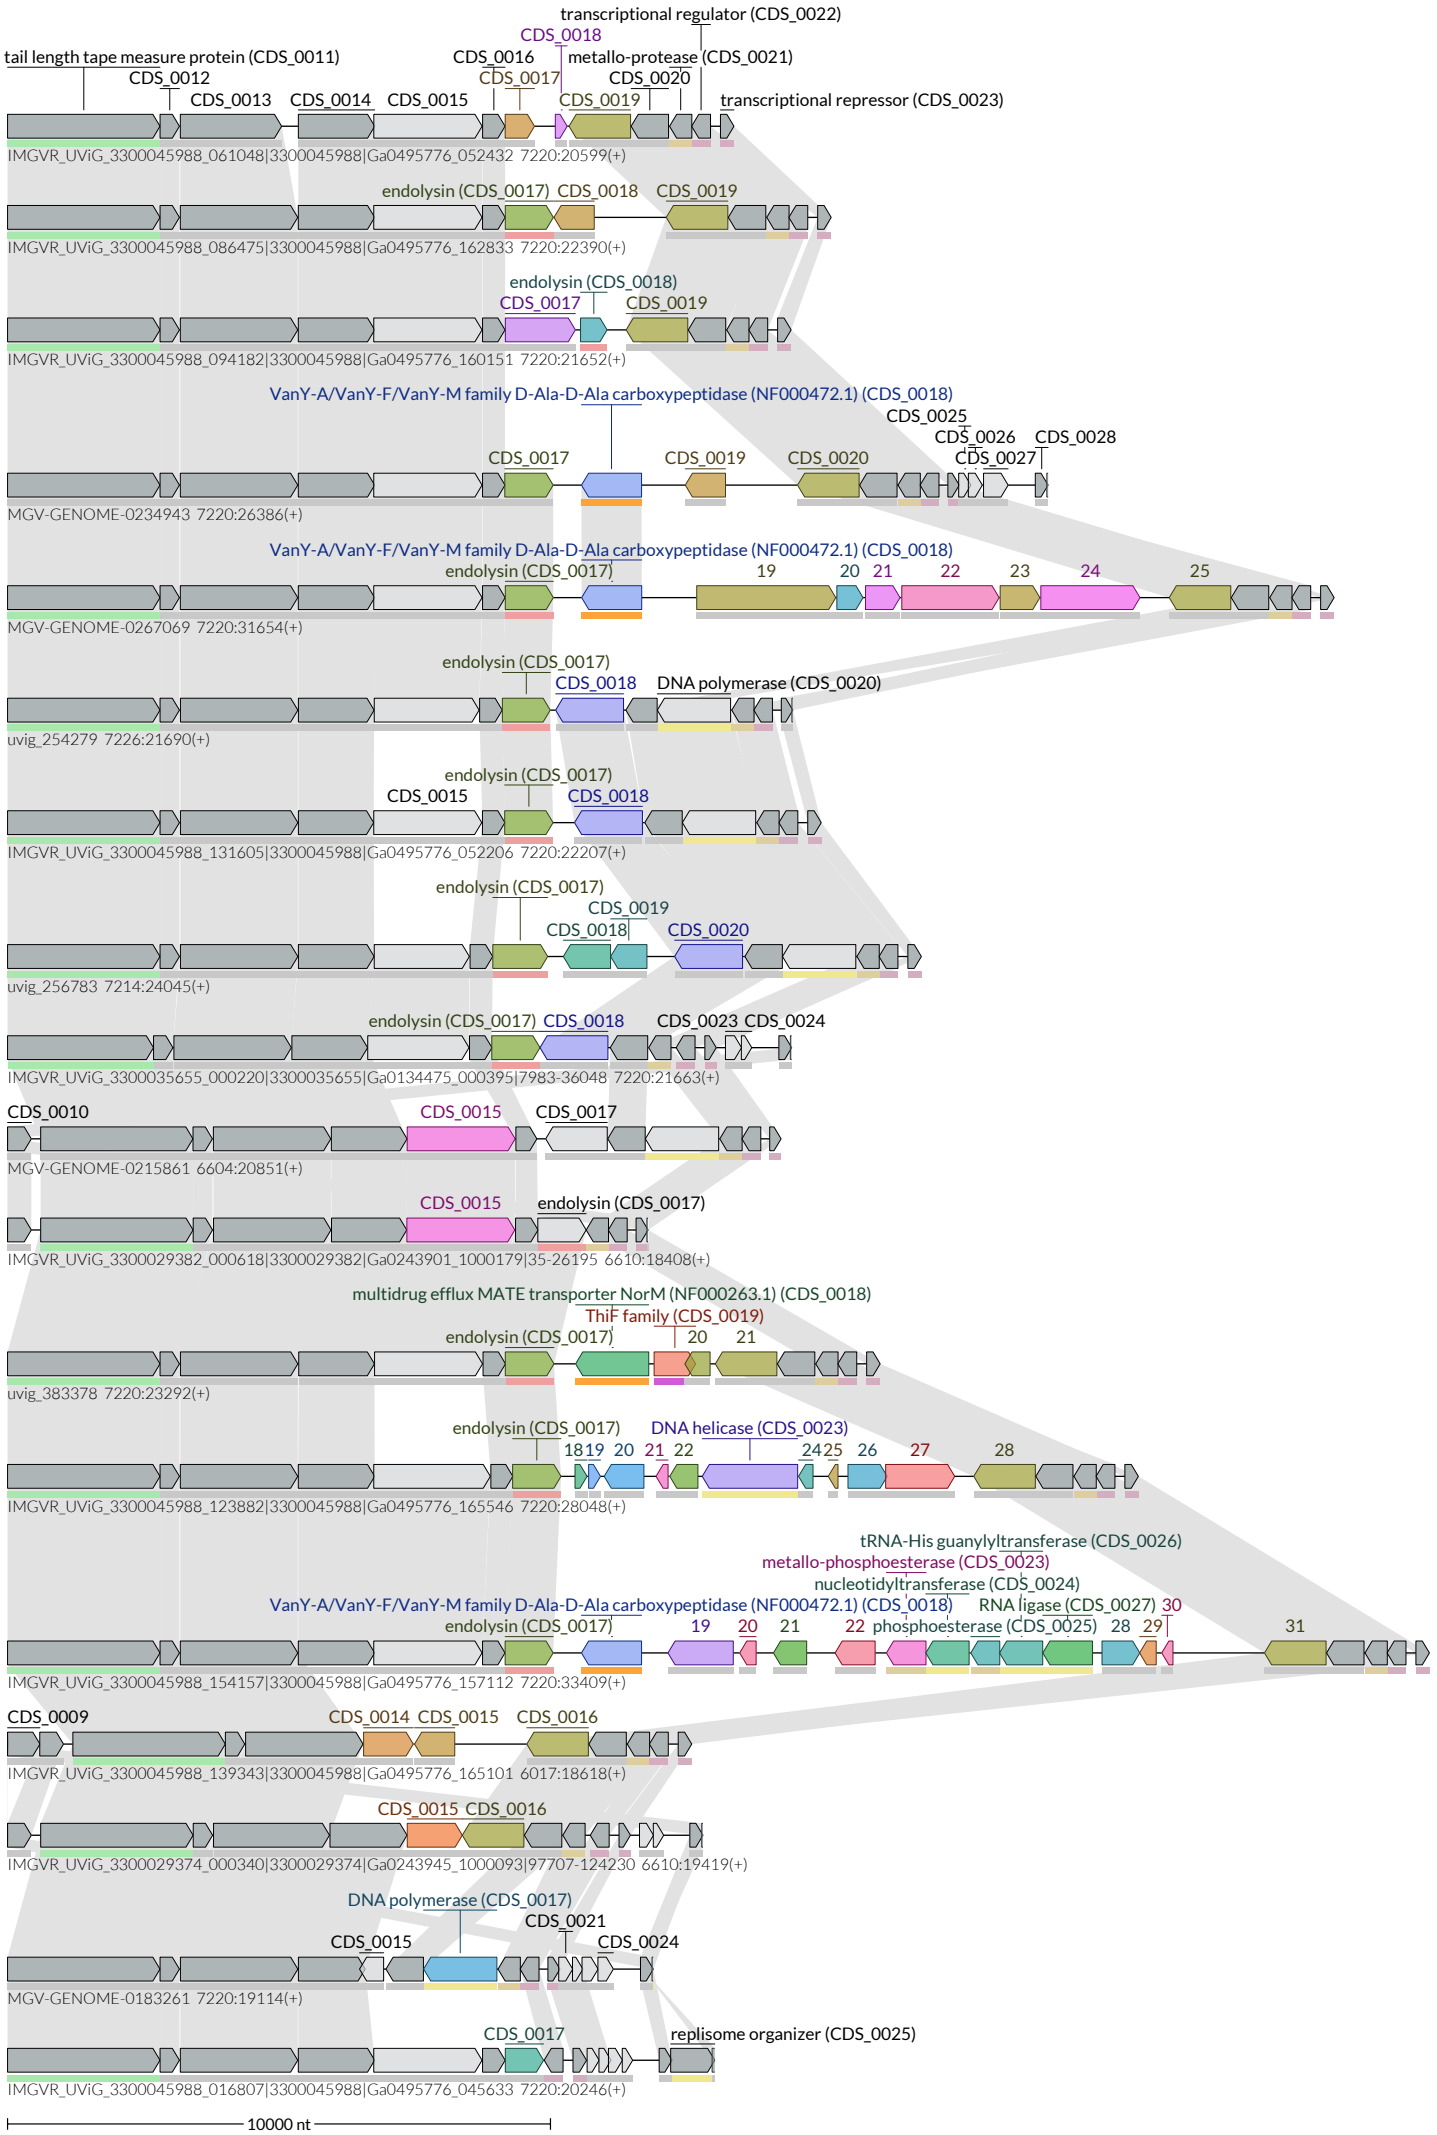 transcriptional regulator (CDS_0022)
CDS_0018
tail length tape measure protein (CDS_0011) CDS_0016 metallo-protease (CDS_0021)
CDS_0012 CDS_0017 CDS_0020
CDS_0013 CDS_0014 CDS_0015 CDS_0019 transcriptional repressor (CDS_0023)
IMGVR_UViG_3300045988_061048|3300045988|Ga0495776_052432 7220:20599(+)
endolysin (CDS_0017) CDS_0018 CDS_0019
IMGVR_UViG_3300045988_086475|3300045988|Ga0495776_162833 7220:22390(+)
endolysin (CDS_0018)
CDS_0017 CDS_0019
IMGVR_UViG_3300045988_094182|3300045988|Ga0495776_160151 7220:21652(+)
VanY-A/VanY-F/VanY-M family D-Ala-D-Ala carboxypeptidase (NF000472.1) (CDS_0018)
CDS_0025
CDS_0026 CDS_0028
CDS_0017 CDS_0019 CDS_0020 CDS_0027
MGV-GENOME-0234943 7220:26386(+)
VanY-A/VanY-F/VanY-M family D-Ala-D-Ala carboxypeptidase (NF000472.1) (CDS_0018)
endolysin (CDS_0017) 19 20 21 22 23 24 25
MGV-GENOME-0267069 7220:31654(+)
endolysin (CDS_0017)
CDS_0018 DNA polymerase (CDS_0020)
uvig_254279 7226:21690(+)
endolysin (CDS_0017)
CDS_0015 CDS_0018
IMGVR_UViG_3300045988_131605|3300045988|Ga0495776_052206 7220:22207(+)
endolysin (CDS_0017)
CDS_0019
CDS_0018 CDS_0020
uvig_256783 7214:24045(+)
endolysin (CDS_0017) CDS_0018 CDS_0023 CDS_0024
IMGVR_UViG_3300035655_000220|3300035655|Ga0134475_000395|7983-36048 7220:21663(+)
CDS_0010 CDS_0015 CDS_0017
MGV-GENOME-0215861 6604:20851(+)
CDS_0015 endolysin (CDS_0017)
IMGVR_UViG_3300029382_000618|3300029382|Ga0243901_1000179|35-26195 6610:18408(+)
multidrug efflux MATE transporter NorM (NF000263.1) (CDS_0018)
ThiF family (CDS_0019)
endolysin (CDS_0017) 20 21
uvig_383378 7220:23292(+)
endolysin (CDS_0017) DNA helicase (CDS_0023)
18 19 20 21 22 24 25 26 27 28
IMGVR_UViG_3300045988_123882|3300045988|Ga0495776_165546 7220:28048(+)
tRNA-His guanylyltransferase (CDS_0026)
metallo-phosphoesterase (CDS_0023)
nucleotidyltransferase (CDS_0024)
VanY-A/VanY-F/VanY-M family D-Ala-D-Ala carboxypeptidase (NF000472.1) (CDS_0018) RNA ligase (CDS_0027) 30
endolysin (CDS_0017) 19 20 21 22 phosphoesterase (CDS_0025) 28 29 31
IMGVR_UViG_3300045988_154157|3300045988|Ga0495776_157112 7220:33409(+)
CDS_0009 CDS_0014 CDS_0015 CDS_0016
IMGVR_UViG_3300045988_139343|3300045988|Ga0495776_165101 6017:18618(+)
CDS_0015 CDS_0016
IMGVR_UViG_3300029374_000340|3300029374|Ga0243945_1000093|97707-124230 6610:19419(+)
DNA polymerase (CDS_0017)
CDS_0021
CDS_0015 CDS_0024
MGV-GENOME-0183261 7220:19114(+)
CDS_0017 replisome organizer (CDS_0025)
IMGVR_UViG_3300045988_016807|3300045988|Ga0495776_045633 7220:20246(+)
10000 nt